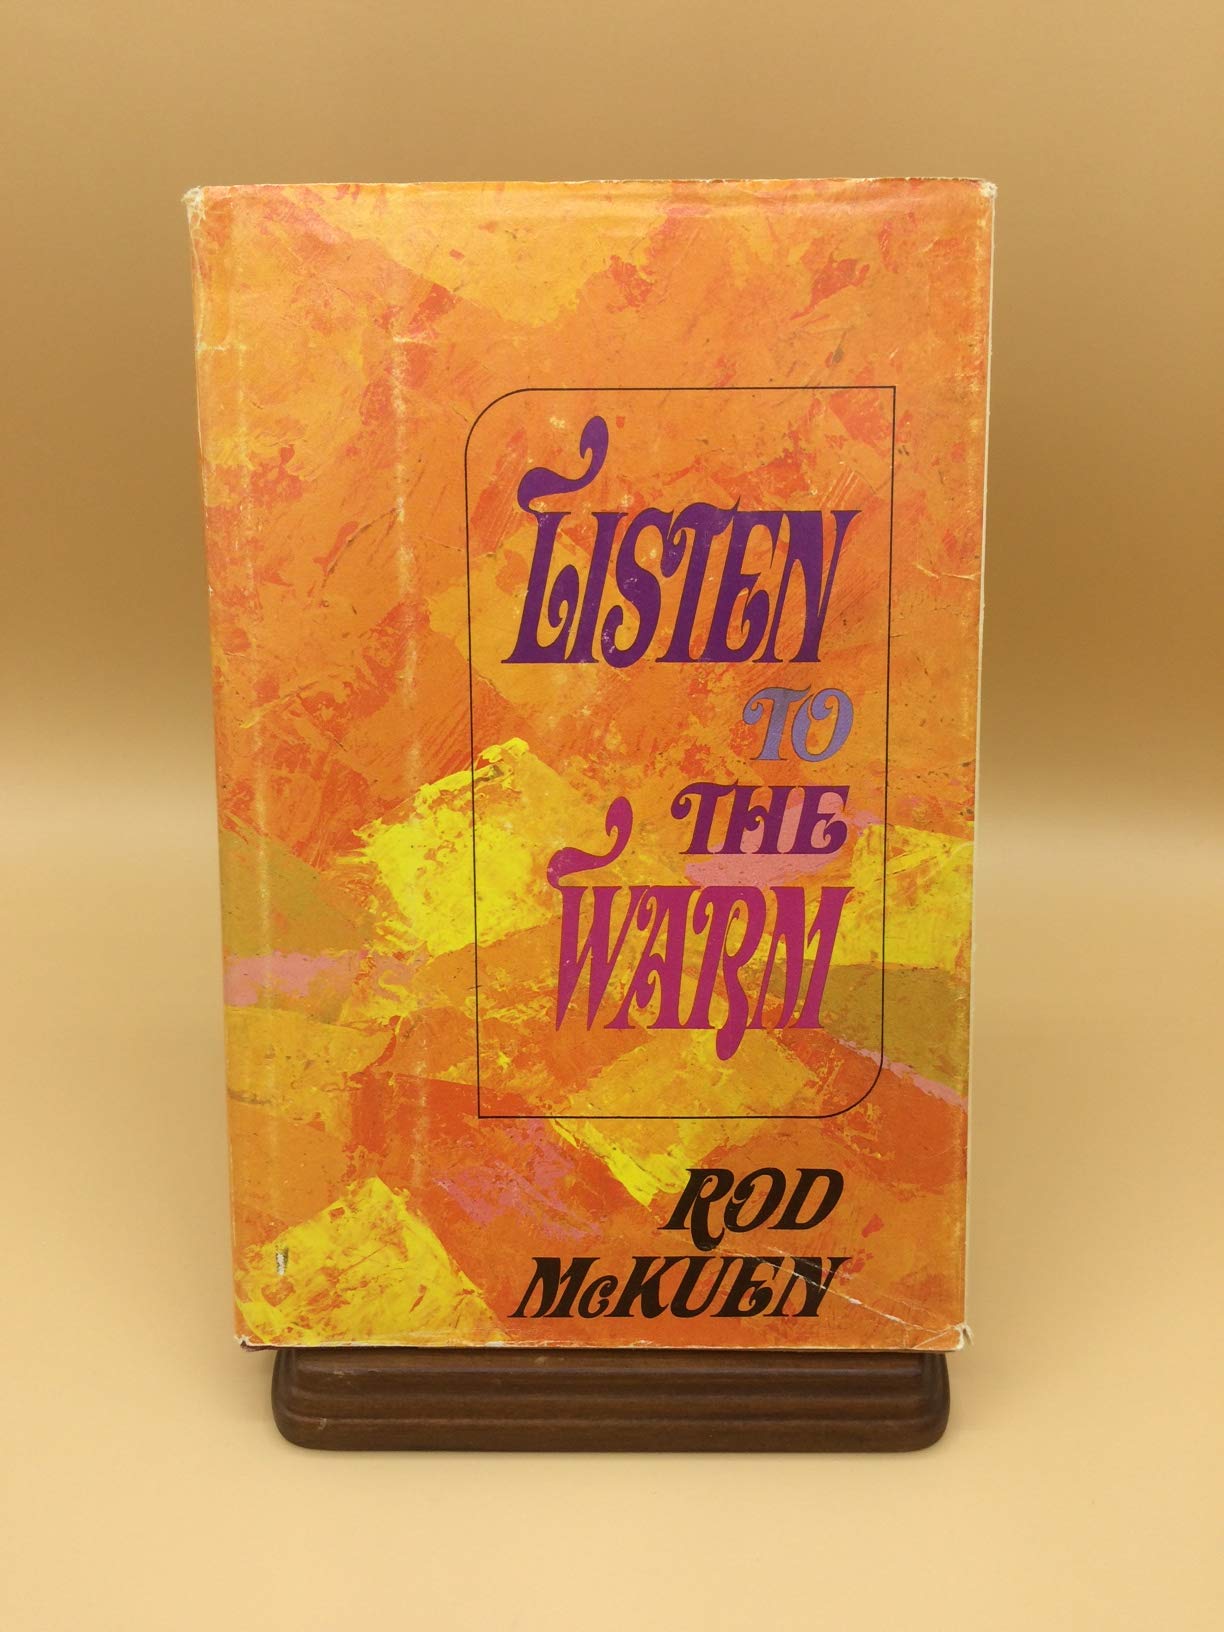 LISTEN
TO
THE
WARM
ROD
McKUEN